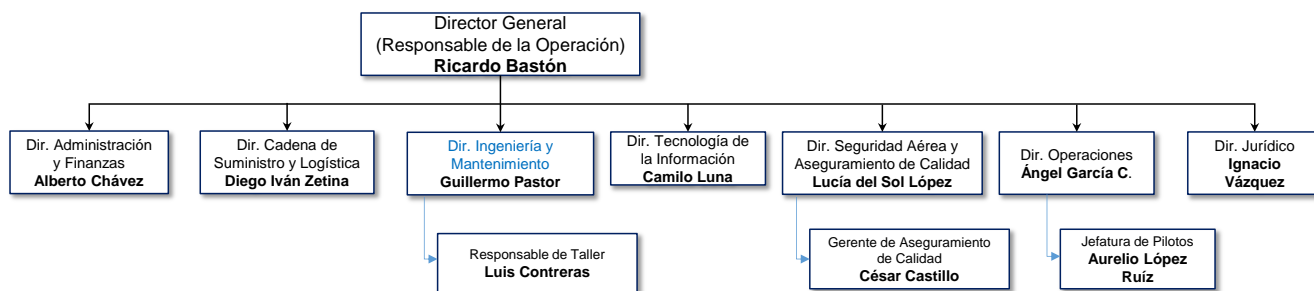 Director General
(Responsable de la Operación)
Ricardo Bastón
Dir. Administración
y Finanzas
Alberto Chávez
Dir. Cadena de
Suministro y Logística
Diego Iván Zetina
Dir. Ingeniería y
Mantenimiento
Guillermo Pastor
Dir. Tecnología de
la Información
Camilo Luna
Dir. Seguridad Aérea y
Aseguramiento de Calidad
Lucía del Sol López
Dir. Operaciones
Ángel García C.
Dir. Jurídico
Ignacio
Vázquez
Responsable de Taller
Luis Contreras
Gerente de Aseguramiento
de Calidad
César Castillo
Jefatura de Pilotos
Aurelio López
Ruíz